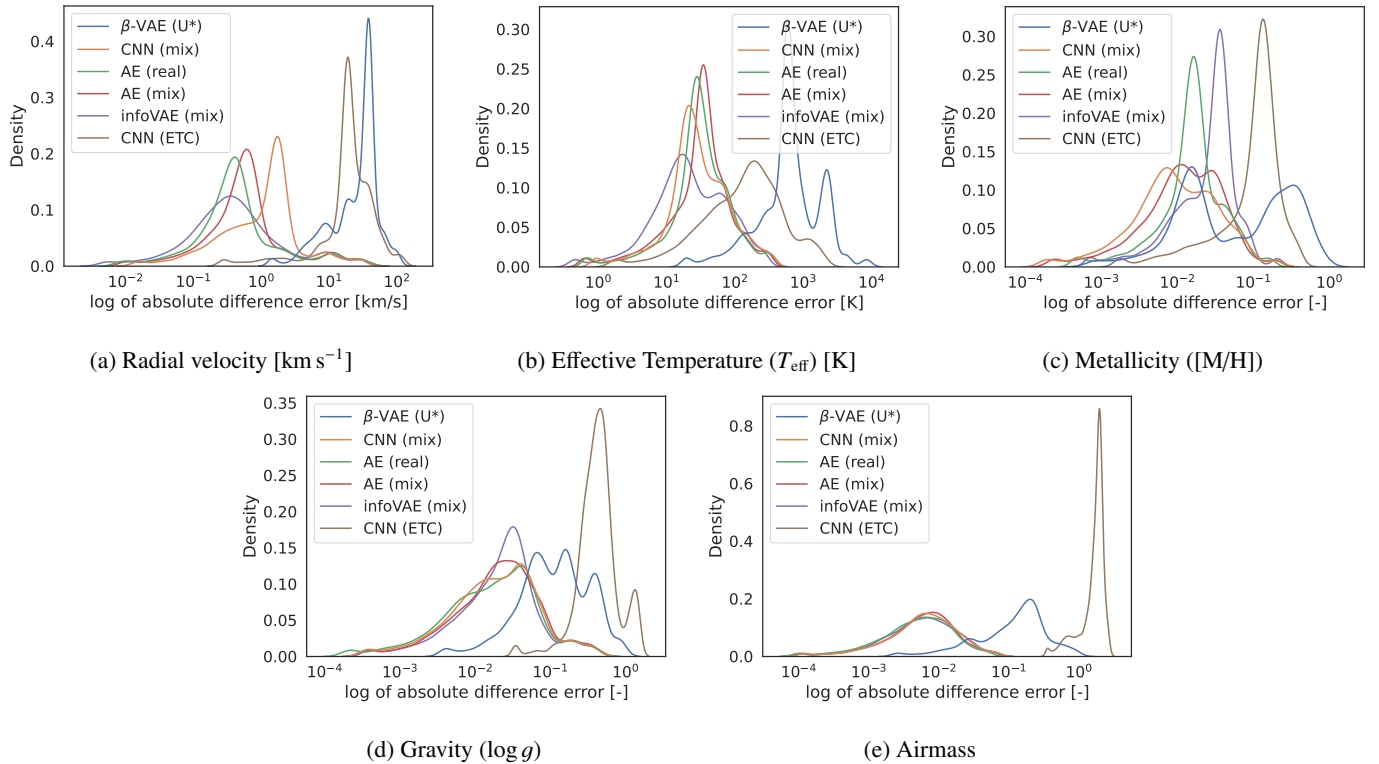 0.4
0.3
0.2
0.1
0.0
Density
β-VAE (U*)
CNN (mix)
AE (real)
AE (mix)
infoVAE (mix)
CNN (ETC)
10⁻² 10⁻¹ 10⁰ 10¹ 10²
log of absolute difference error [km/s]
(a) Radial velocity [km s⁻¹]
0.30
0.25
0.20
0.15
0.10
0.05
0.00
Density
β-VAE (U*)
CNN (mix)
AE (real)
AE (mix)
infoVAE (mix)
CNN (ETC)
10⁰ 10¹ 10² 10³ 10⁴
log of absolute difference error [K]
(b) Effective Temperature (T_eff) [K]
0.30
0.25
0.20
0.15
0.10
0.05
0.00
Density
β-VAE (U*)
CNN (mix)
AE (real)
AE (mix)
infoVAE (mix)
CNN (ETC)
10⁻⁴ 10⁻³ 10⁻² 10⁻¹ 10⁰
log of absolute difference error [-]
(c) Metallicity ([M/H])
0.35
0.30
0.25
0.20
0.15
0.10
0.05
0.00
Density
β-VAE (U*)
CNN (mix)
AE (real)
AE (mix)
infoVAE (mix)
CNN (ETC)
10⁻⁴ 10⁻³ 10⁻² 10⁻¹ 10⁰
log of absolute difference error [-]
(d) Gravity (log g)
0.8
0.6
0.4
0.2
0.0
Density
β-VAE (U*)
CNN (mix)
AE (real)
AE (mix)
infoVAE (mix)
CNN (ETC)
10⁻⁴ 10⁻³ 10⁻² 10⁻¹ 10⁰
log of absolute difference error [-]
(e) Airmass